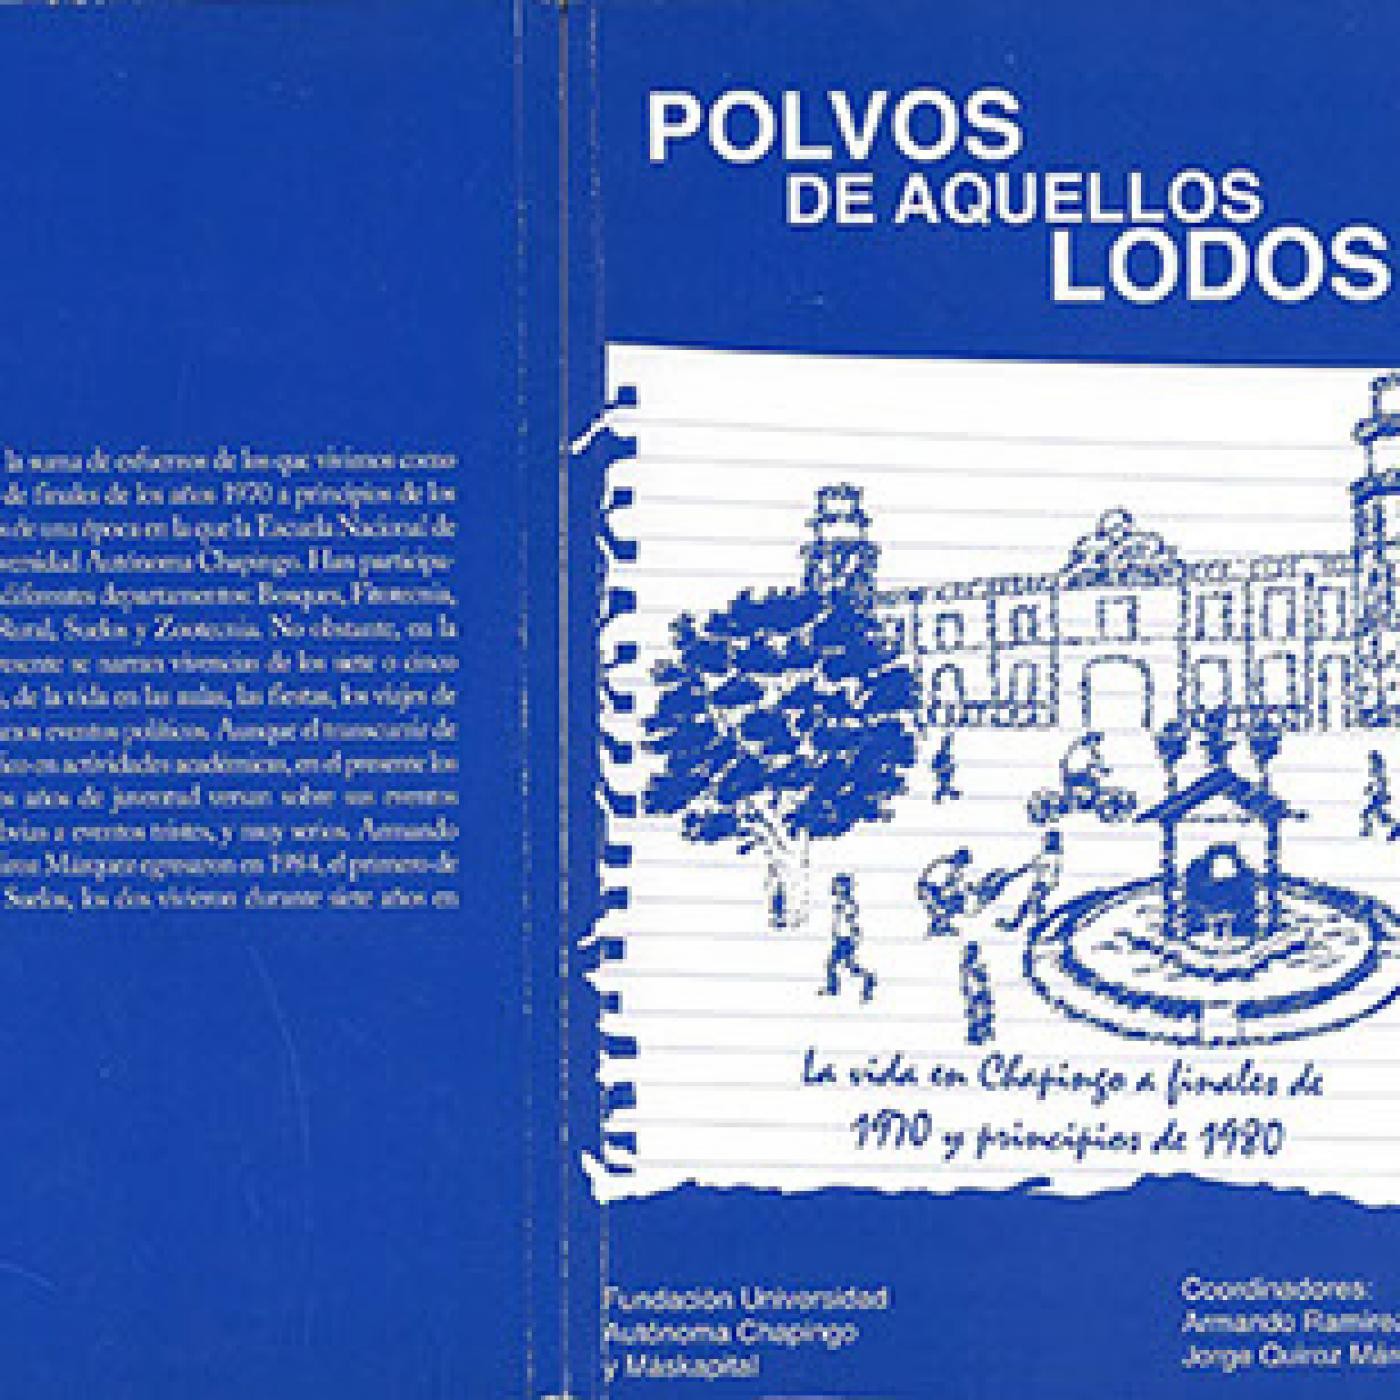 la suma de esfuerzos de los que vivimos como
de finales de los años 1970 a principios de los
de una época en la que la Escuela Nacional de
Autónoma Chapingo. Han participa-
diferentes departamentos: Bosques, Fitotecnia,
Rural, Suelos y Zootecnia. No obstante, en la
presente se narran vivencias de los siete o cinco
, de la vida en las aulas, las fiestas, los viajes de
eventos políticos. Aunque el transcurrir de
en actividades académicas, en el presente los
años de juventud versan sobre sus eventos
a eventos tristes, y muy serios. Armando
Márquez egresaron en 1984, el primero de
Suelos, los dos vivieron durante siete años en
POLVOS
DE AQUELLOS
LODOS
La vida en Chapingo a finales de
1970 y principios de 1980
Fundación Universidad
Autónoma Chapingo
y Máskapital
Coordinadores:
Armando Ramíre
Jorge Quiroz Már